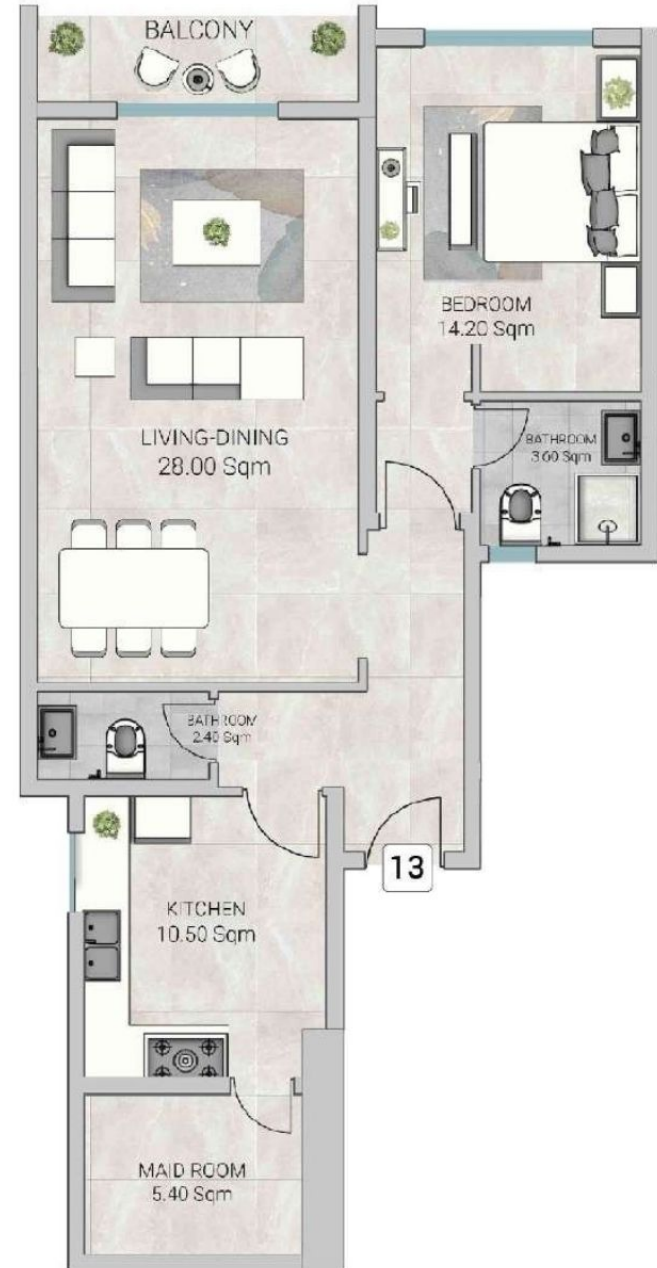 BALCONY
BEDROOM
14.20 Sqm
LIVING-DINING
28.00 Sqm
BATHROOM
3.60 Sqm
BATHROOM
2.40 Sqm
13
KITCHEN
10.50 Sqm
MAID ROOM
5.40 Sqm